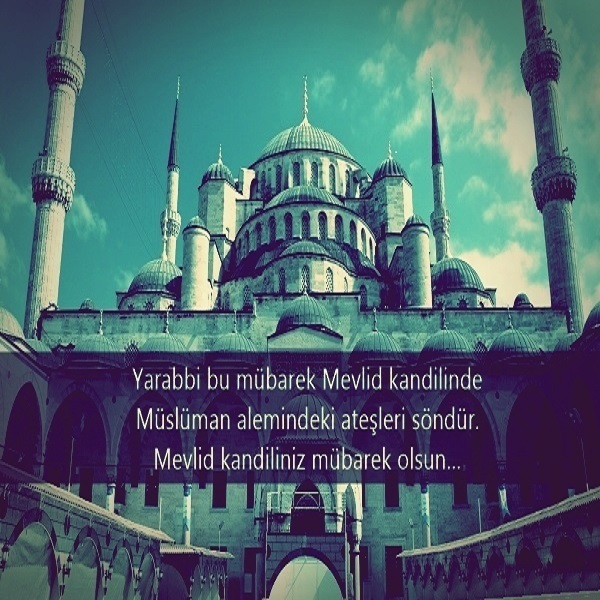 Yarabbi bu mübarek Mevlid kandilinde
Müslüman alemindeki ateşleri söndür.
Mevlid kandiliniz mübarek olsun...